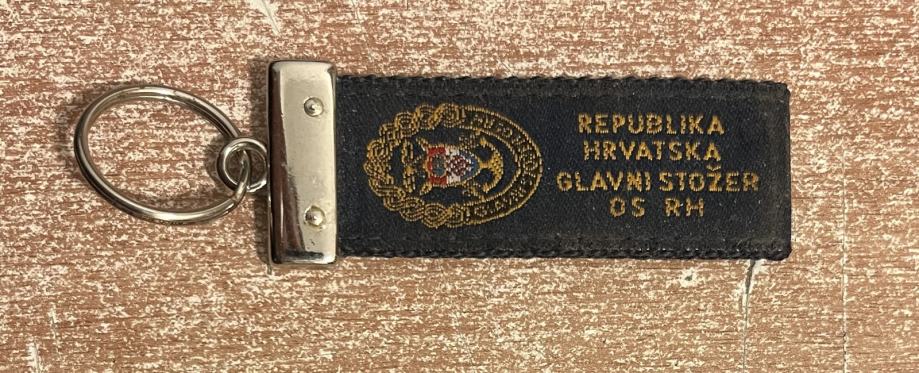 REPUBLIKA
HRVATSKA
GLAVNI STOŽER
OS RH